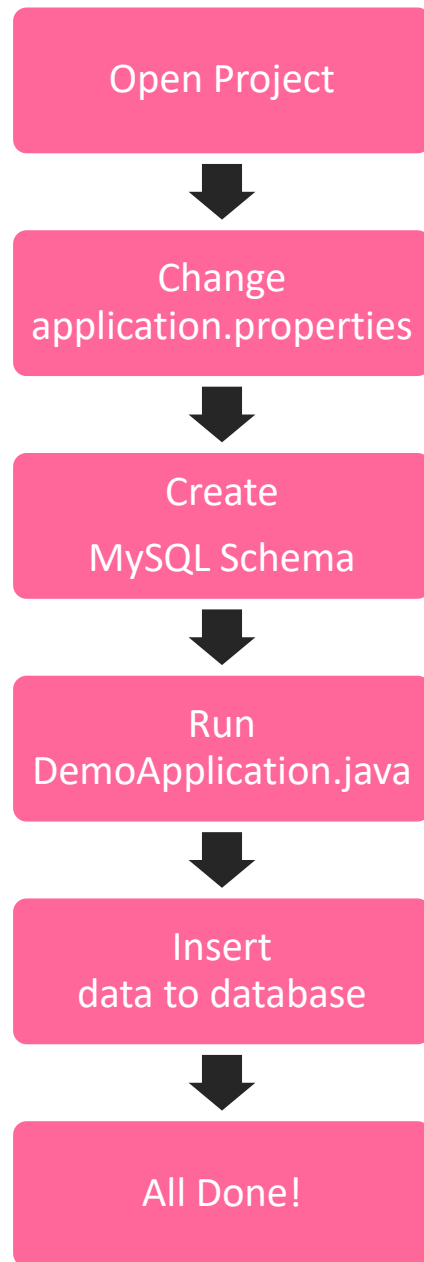 Open Project
Change
application.properties
Create
MySQL Schema
Run
DemoApplication.java
Insert
data to database
All Done!